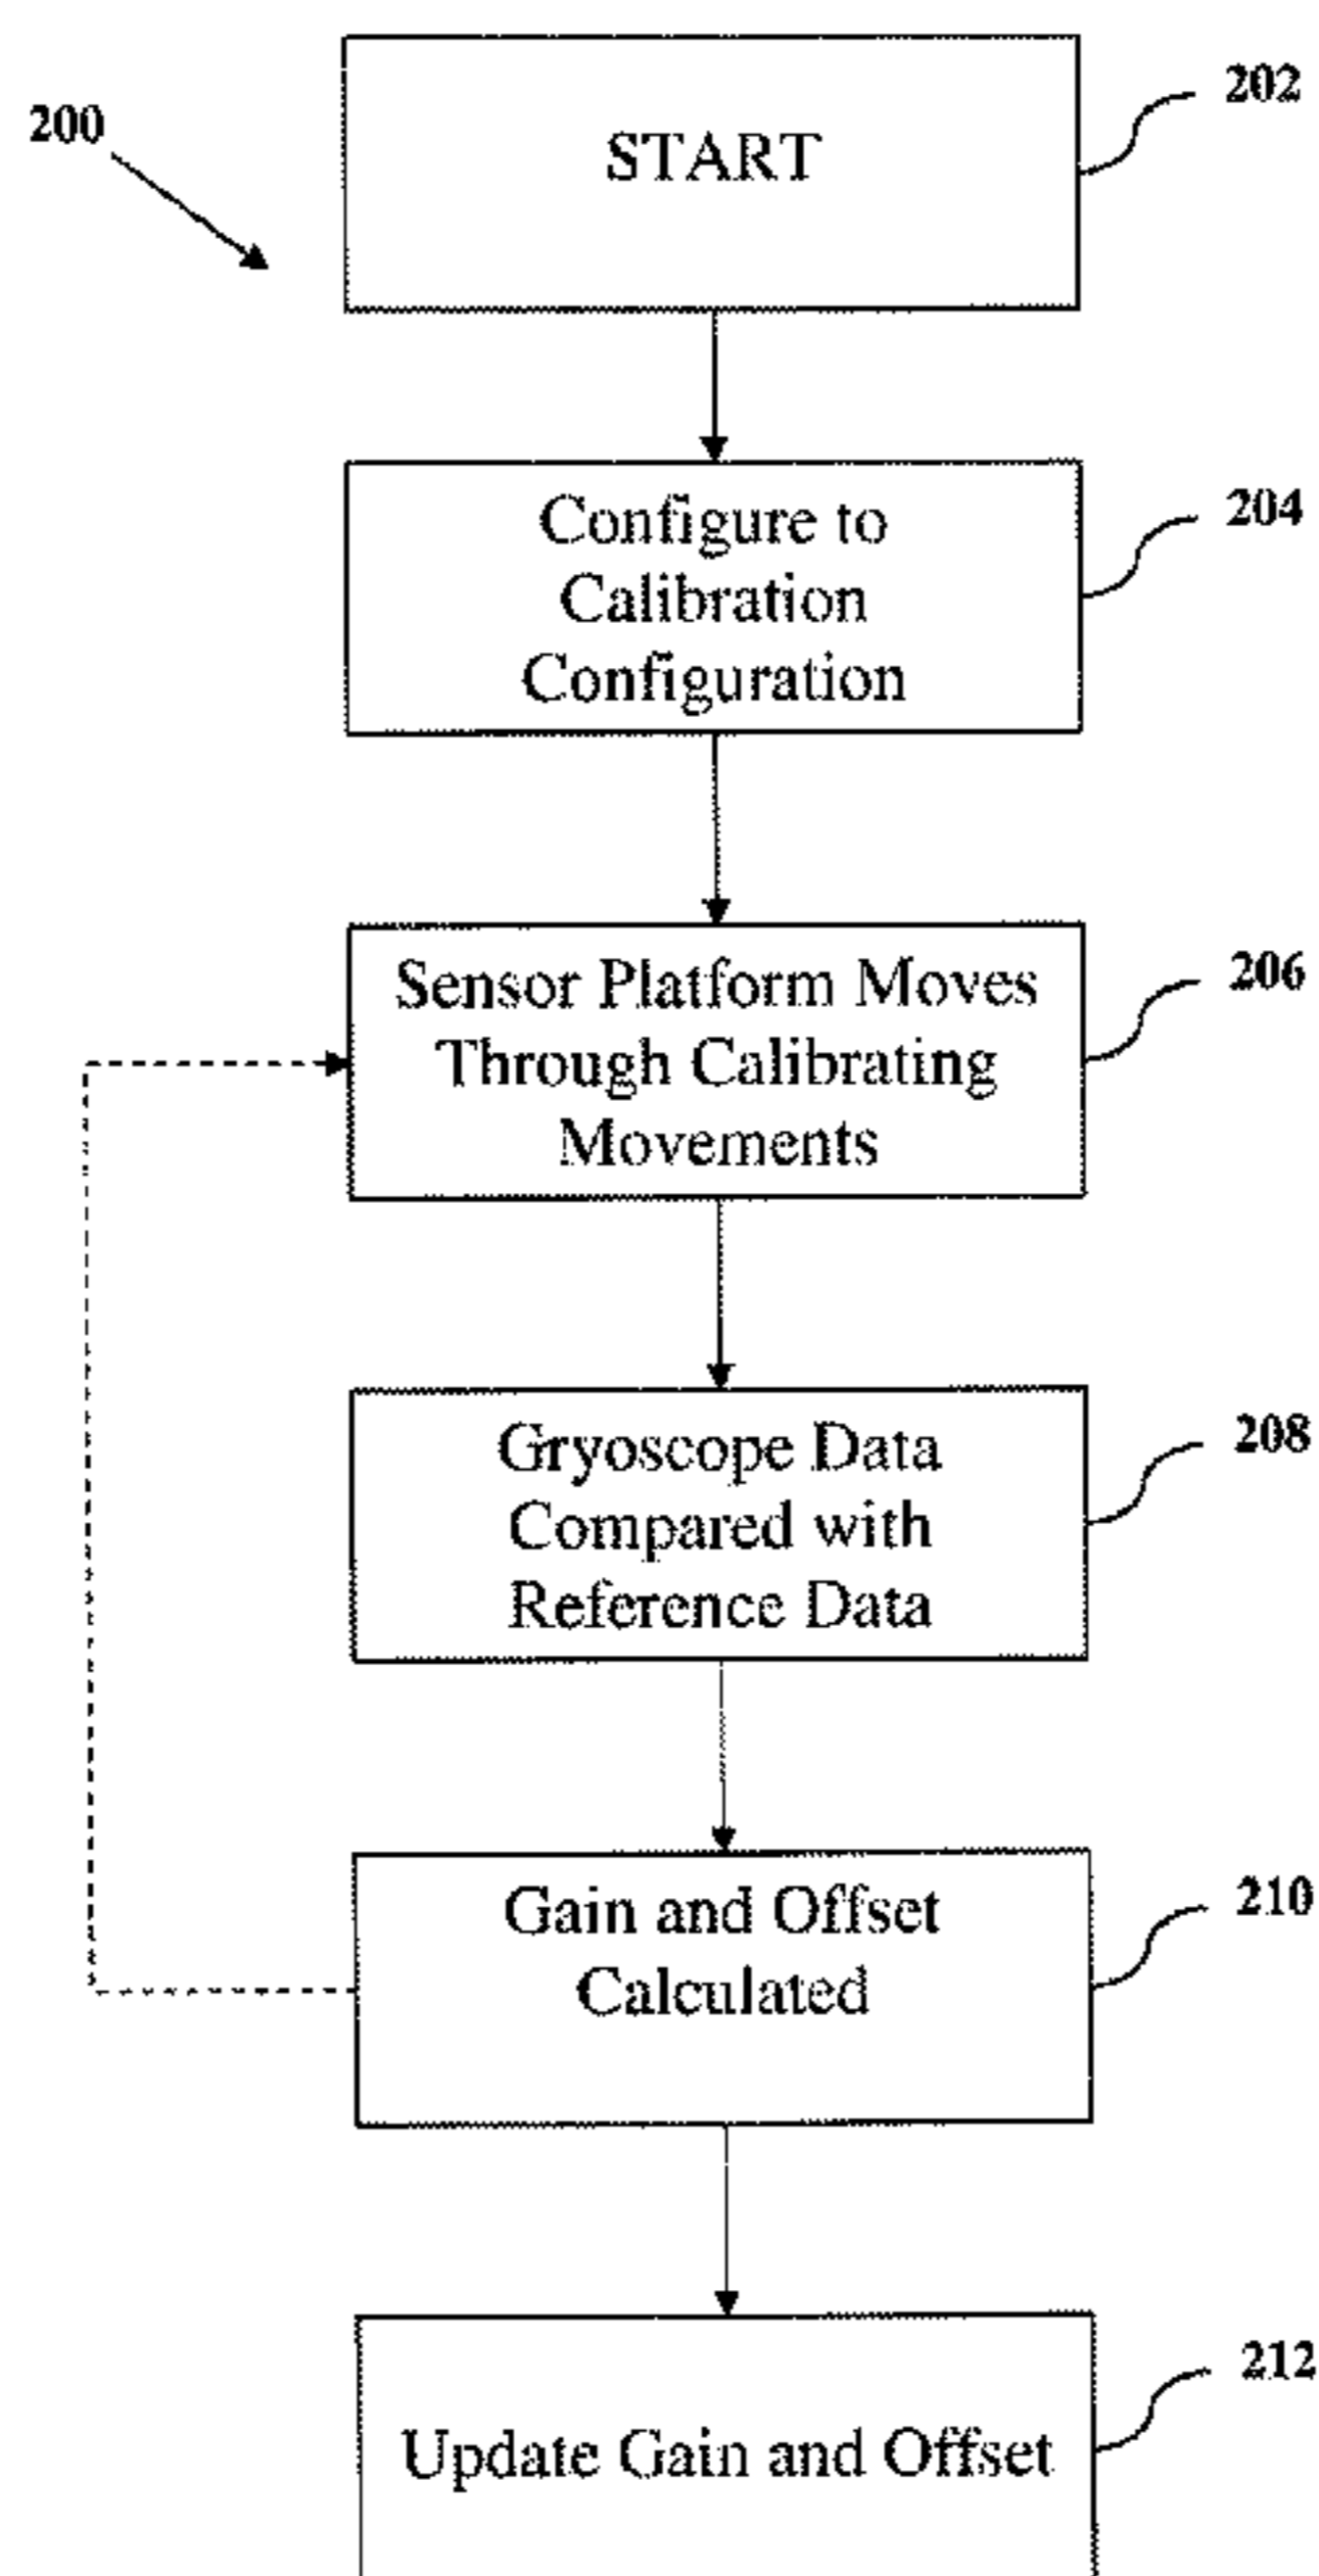 200
START
202
Configure to
Calibration
Configuration
204
Sensor Platform Moves
Through Calibrating
Movements
206
Gryoscope Data
Compared with
Reference Data
208
Gain and Offset
Calculated
210
Update Gain and Offset
212